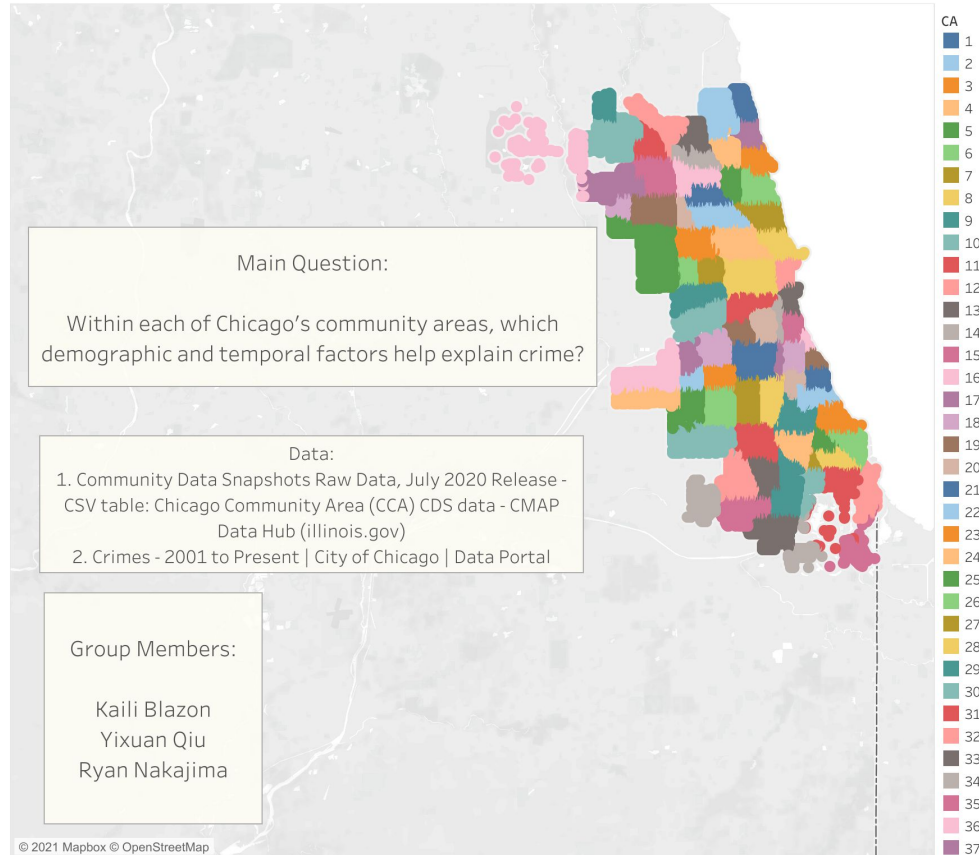 CA
1
2
3
4
5
6
7
8
9
10
11
12
13
14
15
16
17
18
19
20
21
22
23
24
25
26
27
28
29
30
31
32
33
34
35
36
37
Main Question:
Within each of Chicago's community areas, which
demographic and temporal factors help explain crime?
Data:
1. Community Data Snapshots Raw Data, July 2020 Release -
CSV table: Chicago Community Area (CCA) CDS data - CMAP
Data Hub (illinois.gov)
2. Crimes - 2001 to Present | City of Chicago | Data Portal
Group Members:
Kaili Blazon
Yixuan Qiu
Ryan Nakajima
© 2021 Mapbox © OpenStreetMap